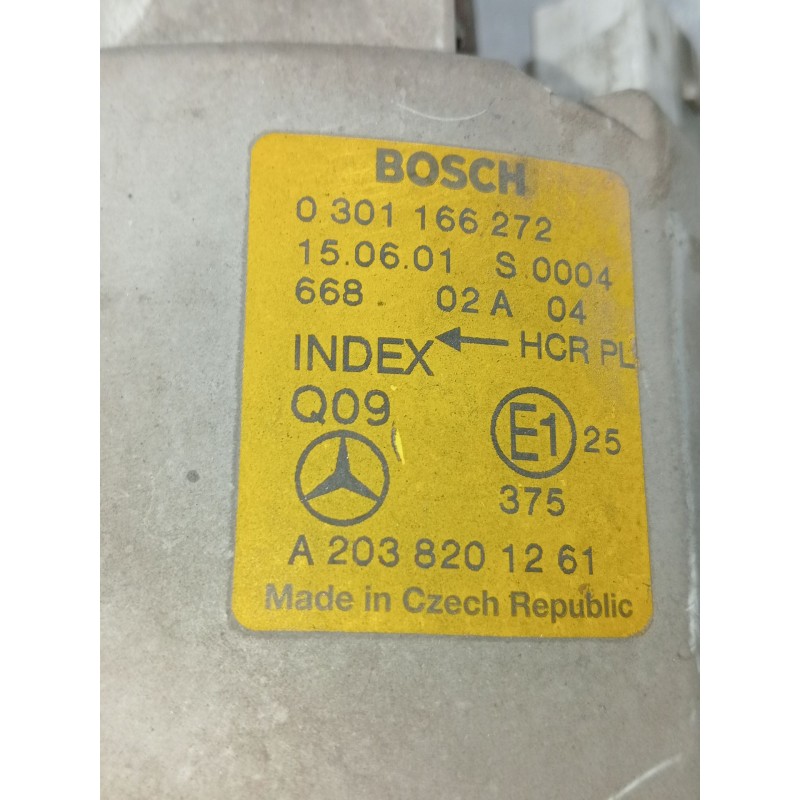 BOSCH
0 301 166 272
15.06.01 S 0004
668 02 A 04
INDEX HCR PL
Q09
E1 25
375
A 203 820 12 61
Made in Czech Republic